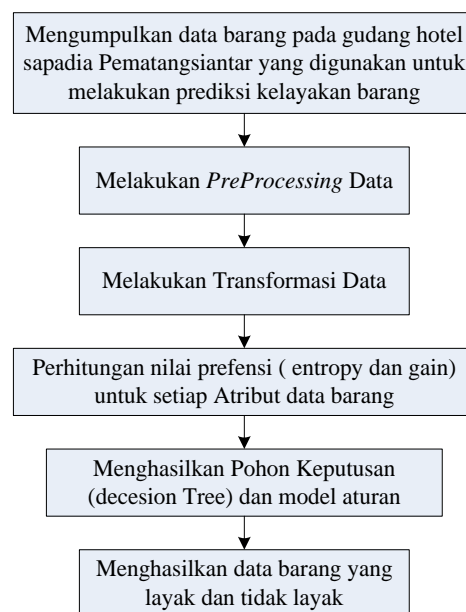 Mengumpulkan data barang pada gudang hotel
sapadia Pematangsiantar yang digunakan untuk
melakukan prediksi kelayakan barang
Melakukan PreProcessing Data
Melakukan Transformasi Data
Perhitungan nilai prefensi ( entropy dan gain)
untuk setiap Atribut data barang
Menghasilkan Pohon Keputusan
(decesion Tree) dan model aturan
Menghasilkan data barang yang
layak dan tidak layak